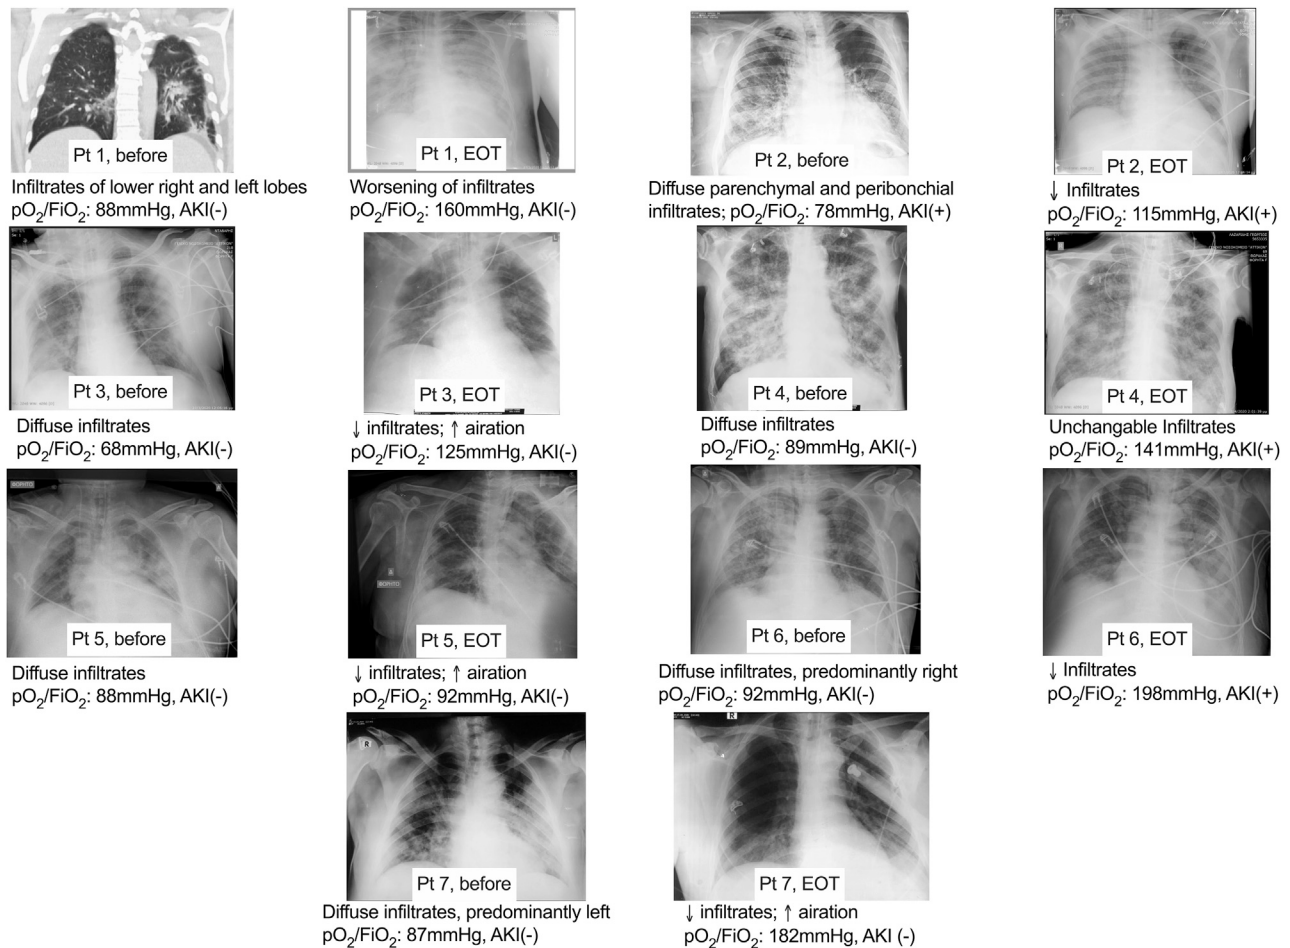 Pt 1, before
Infiltrates of lower right and left lobes
pO₂/FiO₂: 88mmHg, AKI(-)
Pt 1, EOT
Worsening of infiltrates
pO₂/FiO₂: 160mmHg, AKI(-)
Pt 2, before
Diffuse parenchymal and peribonchial
infiltrates; pO₂/FiO₂: 78mmHg, AKI(+)
Pt 2, EOT
↓ Infiltrates
pO₂/FiO₂: 115mmHg, AKI(+)
Pt 3, before
Diffuse infiltrates
pO₂/FiO₂: 68mmHg, AKI(-)
Pt 3, EOT
↓ infiltrates; ↑ airation
pO₂/FiO₂: 125mmHg, AKI(-)
Pt 4, before
Diffuse infiltrates
pO₂/FiO₂: 89mmHg, AKI(-)
Pt 4, EOT
Unchangable Infiltrates
pO₂/FiO₂: 141mmHg, AKI(+)
Pt 5, before
Diffuse infiltrates
pO₂/FiO₂: 88mmHg, AKI(-)
Pt 5, EOT
↓ infiltrates; ↑ airation
pO₂/FiO₂: 92mmHg, AKI(-)
Pt 6, before
Diffuse infiltrates, predominantly right
pO₂/FiO₂: 92mmHg, AKI(-)
Pt 6, EOT
↓ Infiltrates
pO₂/FiO₂: 198mmHg, AKI(+)
R
Pt 7, before
Diffuse infiltrates, predominantly left
pO₂/FiO₂: 87mmHg, AKI(-)
R
Pt 7, EOT
↓ infiltrates; ↑ airation
pO₂/FiO₂: 182mmHg, AKI (-)